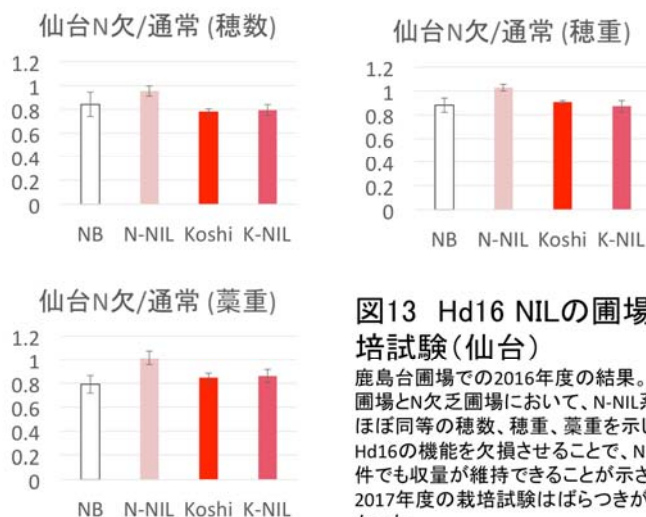 仙台N欠/通常 (穂数)
1.2
1
0.8
0.6
0.4
0.2
0
NB N-NIL Koshi K-NIL
仙台N欠/通常 (穂重)
1.2
1
0.8
0.6
0.4
0.2
0
NB N-NIL Koshi K-NIL
仙台N欠/通常 (藁重)
1.2
1
0.8
0.6
0.4
0.2
0
NB N-NIL Koshi K-NIL
図13 Hd16 NILの圃場
培試験(仙台)
鹿島台圃場での2016年度の結果。
圃場とN欠乏圃場において、N-NIL系
ほぼ同等の穂数、穂重、藁重を示し
Hd16の機能を欠損させることで、N
件でも収量が維持できることが示さ
2017年度の栽培試験はばらつきが